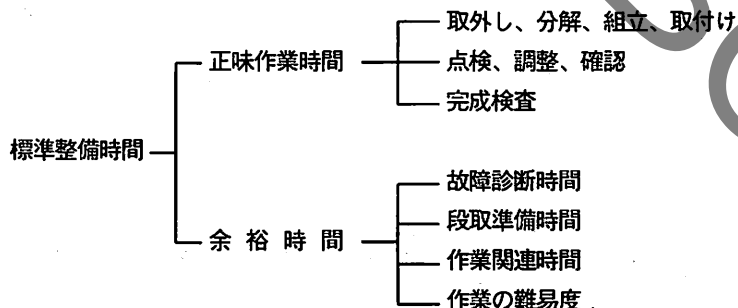 取外し、分解、組立、取付け
正味作業時間
点検、調整、確認
完成検査
標準整備時間
故障診断時間
段取準備時間
余裕時間
作業関連時間
作業の難易度